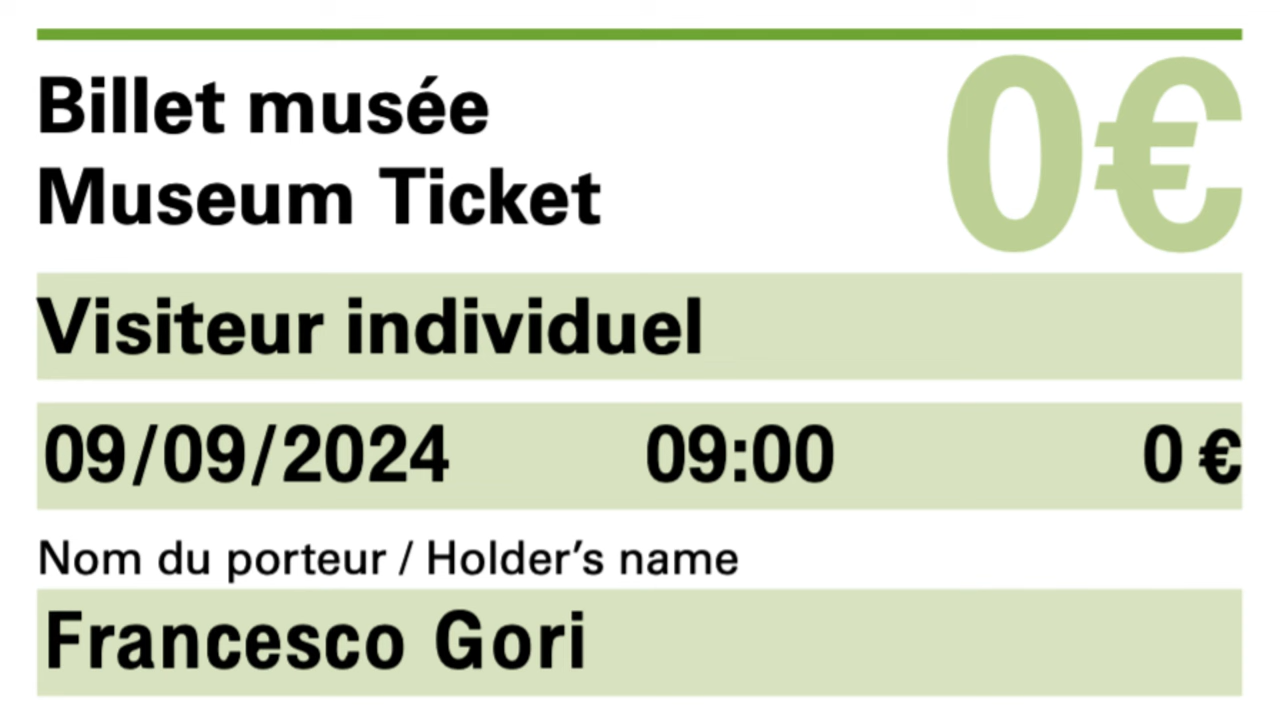 Billet musée
Museum Ticket
0€
Visiteur individuel
09/09/2024 09:00 0 €
Nom du porteur / Holder’s name
Francesco Gori